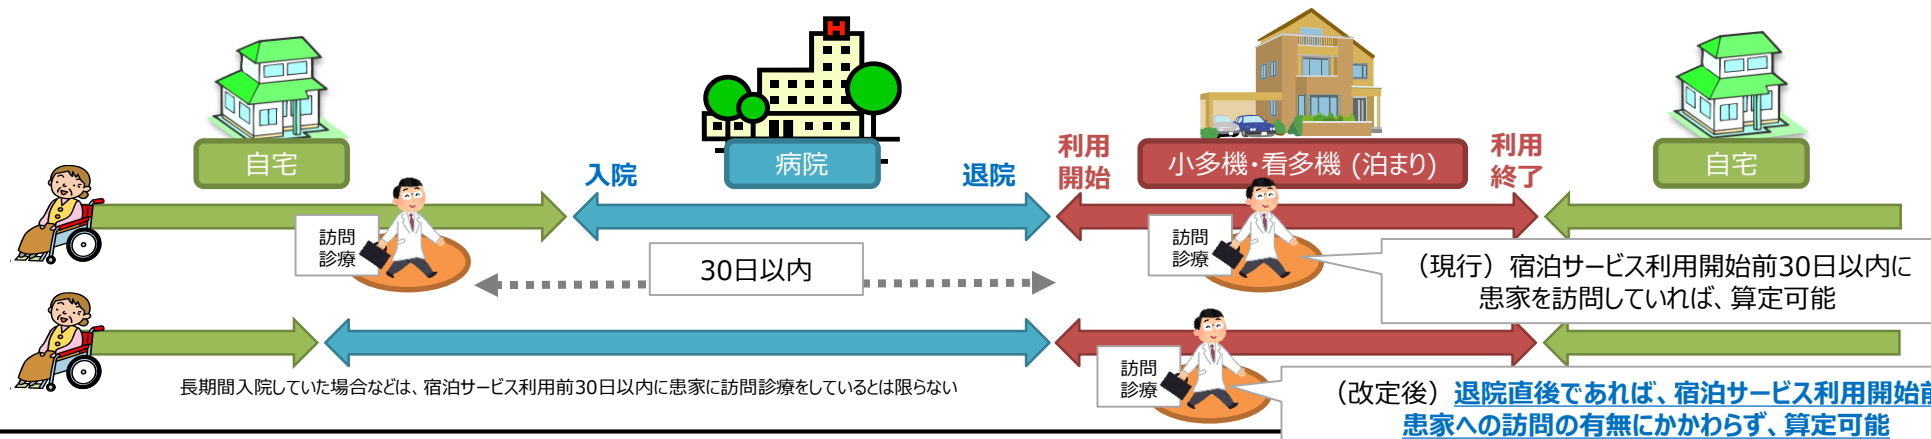 自宅
病院
小多機・看多機 (泊まり)
自宅
入院
退院
利用
開始
利用
終了
訪問
診療
30日以内
訪問
診療
（現行）宿泊サービス利用開始前30日以内に
患家を訪問していれば、算定可能
長期間入院していた場合などは、宿泊サービス利用前30日以内に患家に訪問診療をしているとは限らない
訪問
診療
（改定後）退院直後であれば、宿泊サービス利用開始前
患家への訪問の有無にかかわらず、算定可能
H